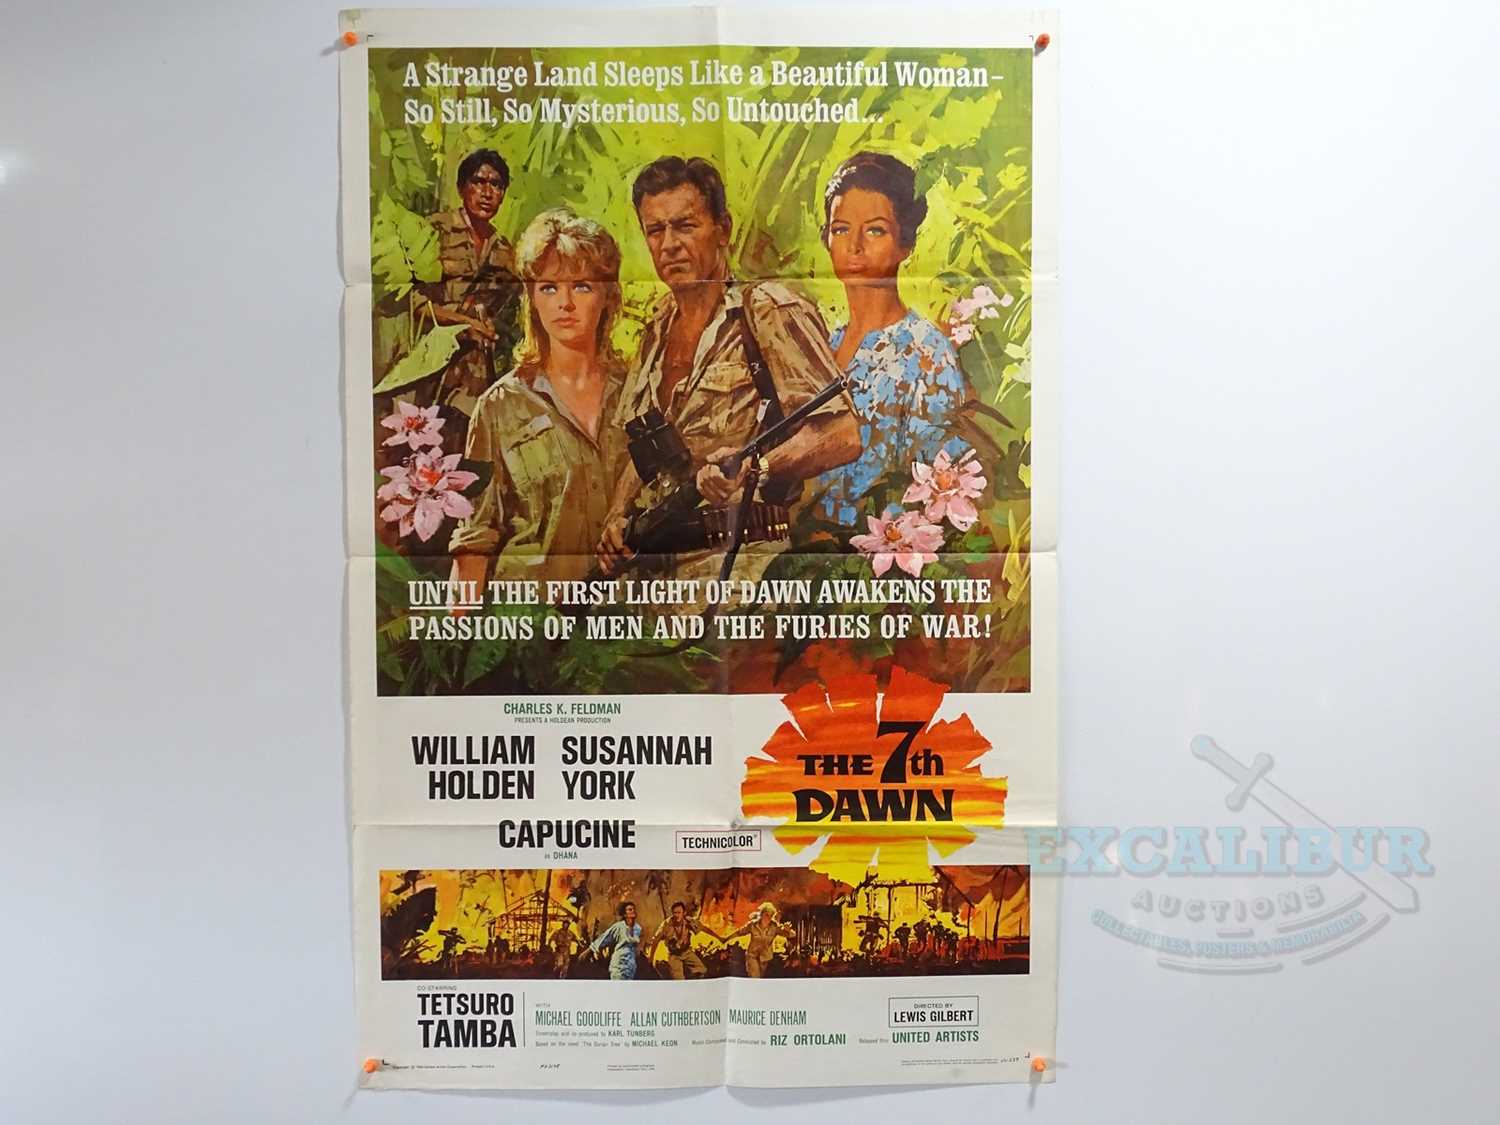 A Strange Land Sleeps Like a Beautiful Woman–
So Still, So Mysterious, So Untouched...
UNTIL THE FIRST LIGHT OF DAWN AWAKENS THE
PASSIONS OF MEN AND THE FURIES OF WAR!
CHARLES K. FELDMAN
PRESENTS A HOLDEAN PRODUCTION
WILLIAM HOLDEN
SUSANNAH YORK
CAPUCINE
in DHANA
TECHNICOLOR®
THE 7th
DAWN
CO-STARRING
TETSURO
TAMBA
WITH
MICHAEL GOODLIFFE ALLAN CUTHBERTSON MAURICE DENHAM
Screenplay and co-produced by KARL TUNBERG
Based on the novel "The Durian Tree" by MICHAEL KEON
Music Composed and Conducted by RIZ ORTOLANI
DIRECTED BY
LEWIS GILBERT
Released thru UNITED ARTISTS
EXCALIBUR
AUCTIONS
COLLECTABLES, POSTERS & MEMORABILIA